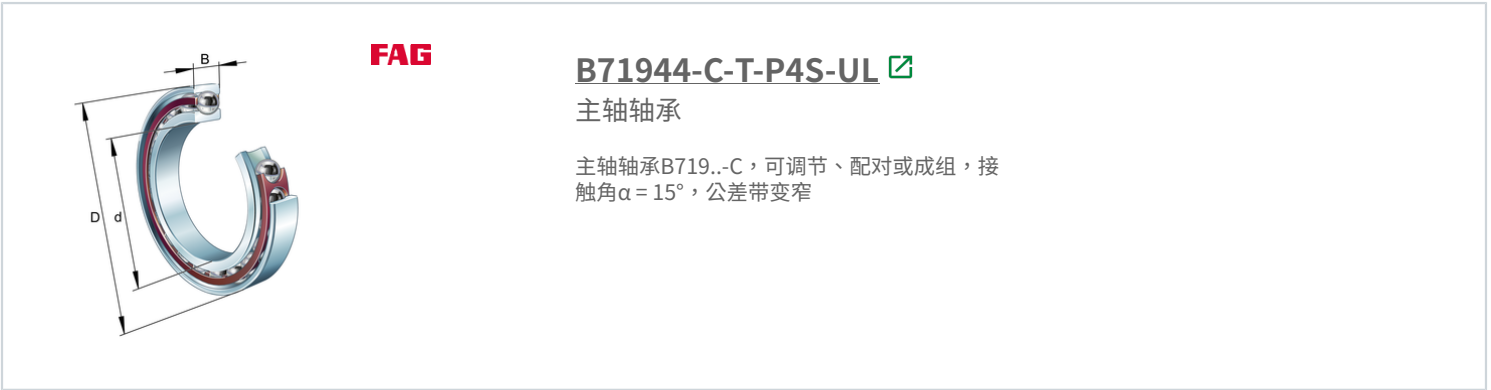 B
D
d
FAG
B71944-C-T-P4S-UL
主轴轴承
主轴轴承B719..-C，可调节、配对或成组，接
触角α = 15°，公差带变窄